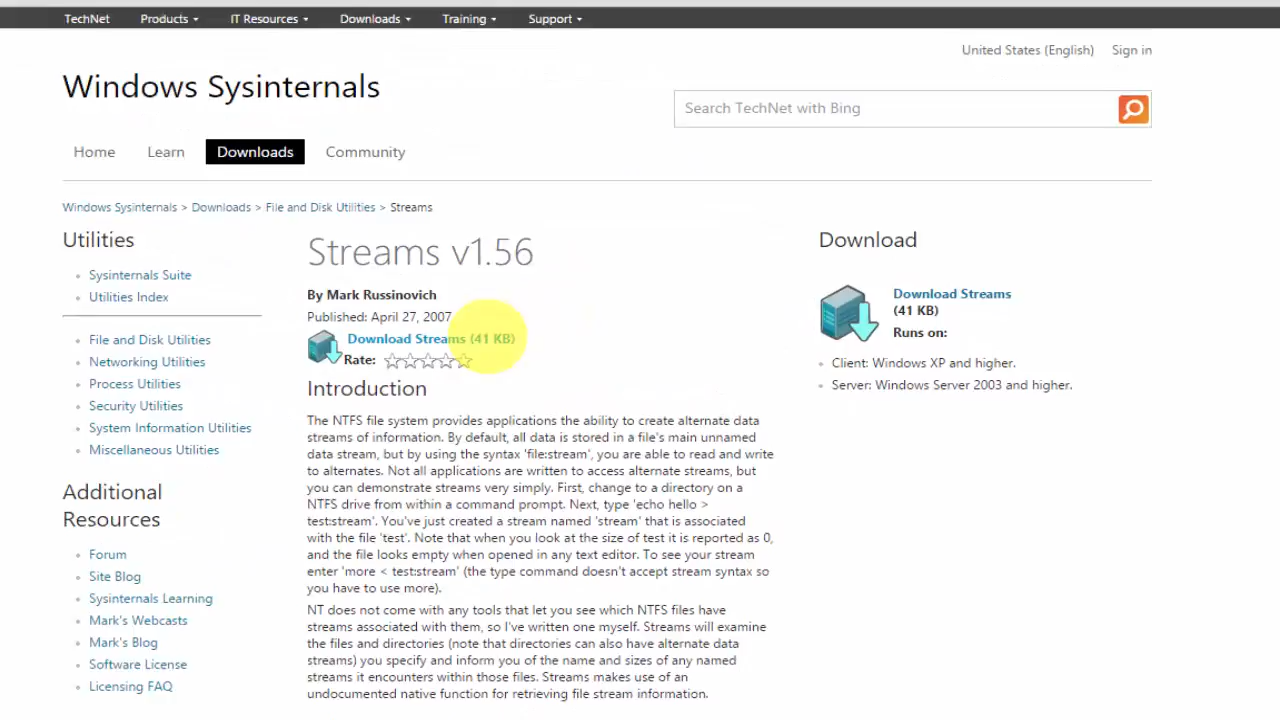 TechNet Products IT Resources Downloads Training Support
United States (English) Sign in
Windows Sysinternals
Search TechNet with Bing
Home Learn Downloads Community
Windows Sysinternals > Downloads > File and Disk Utilities > Streams
Utilities
Sysinternals Suite
Utilities Index
File and Disk Utilities
Networking Utilities
Process Utilities
Security Utilities
System Information Utilities
Miscellaneous Utilities
Additional
Resources
Forum
Site Blog
Sysinternals Learning
Mark's Webcasts
Mark's Blog
Software License
Licensing FAQ
Streams v1.56
By Mark Russinovich
Published: April 27, 2007
Download Streams (41 KB)
Rate:
Introduction
The NTFS file system provides applications the ability to create alternate data
streams of information. By default, all data is stored in a file's main unnamed
data stream, but by using the syntax 'file:stream', you are able to read and write
to alternates. Not all applications are written to access alternate streams, but
you can demonstrate streams very simply. First, change to a directory on a
NTFS drive from within a command prompt. Next, type 'echo hello >
test:stream'. You've just created a stream named 'stream' that is associated
with the file 'test'. Note that when you look at the size of test it is reported as 0,
and the file looks empty when opened in any text editor. To see your stream
enter 'more < test:stream' (the type command doesn't accept stream syntax so
you have to use more).
NT does not come with any tools that let you see which NTFS files have
streams associated with them, so I've written one myself. Streams will examine
the files and directories (note that directories can also have alternate data
streams) you specify and inform you of the name and sizes of any named
streams it encounters within those files. Streams makes use of an
undocumented native function for retrieving file stream information.
Download
Download Streams
(41 KB)
Runs on:
Client: Windows XP and higher.
Server: Windows Server 2003 and higher.